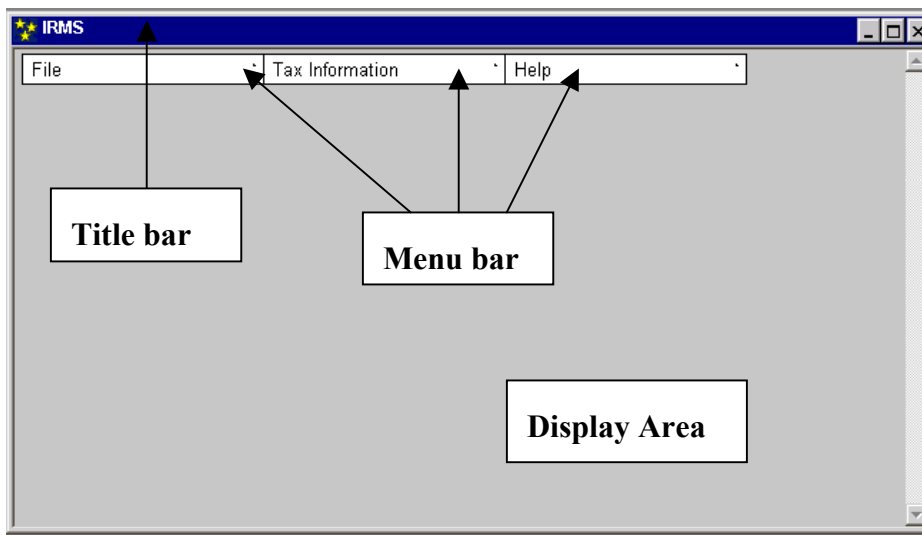 IRMS
File Tax Information Help
Title bar
Menu bar
Display Area